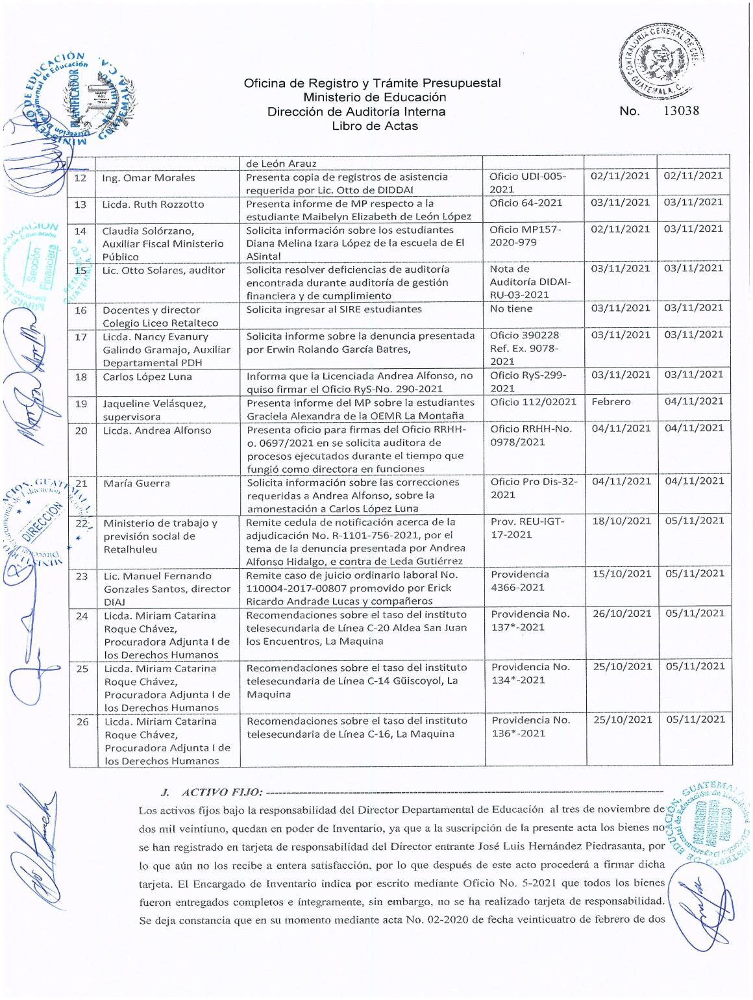 CONTRALORIA GENERAL DE CUE
GUATEMALA, C.
MINISTERIO DE EDUCACIÓN
Dirección Departamental de Educación
PLANIFICADOR
RETALHULEU
GUATEMALA, C.A.
Oficina de Registro y Trámite Presupuestal
Ministerio de Educación
Dirección de Auditoría Interna
Libro de Actas
No. 13038
de León Arauz
12 Ing. Omar Morales Presenta copia de registros de asistencia Oficio UDI-005- 02/11/2021 02/11/2021
requerida por Lic. Otto de DIDDAI 2021
13 Licda. Ruth Rozzotto Presenta informe de MP respecto a la Oficio 64-2021 03/11/2021 03/11/2021
estudiante Maibelyn Elizabeth de León López
14 Claudia Solórzano, Solicita información sobre los estudiantes Oficio MP157- 02/11/2021 03/11/2021
Auxiliar Fiscal Ministerio Diana Melina Izara López de la escuela de El 2020-979
Público ASintal
15 Lic. Otto Solares, auditor Solicita resolver deficiencias de auditoría Nota de 03/11/2021 03/11/2021
encontrada durante auditoría de gestión Auditoría DIDAI-
financiera y de cumplimiento RU-03-2021
16 Docentes y director Solicita ingresar al SIRE estudiantes No tiene 03/11/2021 03/11/2021
Colegio Liceo Retalteco
17 Licda. Nancy Evanury Solicita informe sobre la denuncia presentada Oficio 390228 03/11/2021 03/11/2021
Galindo Gramajo, Auxiliar por Erwin Rolando García Batres, Ref. Ex. 9078-
Departamental PDH 2021
18 Carlos López Luna Informa que la Licenciada Andrea Alfonso, no Oficio RyS-299- 03/11/2021 03/11/2021
quiso firmar el Oficio RyS-No. 290-2021 2021
19 Jaqueline Velásquez, Presenta informe del MP sobre la estudiantes Oficio 112/02021 Febrero 04/11/2021
supervisora Graciela Alexandra de la OEMR La Montaña
20 Licda. Andrea Alfonso Presenta oficio para firmas del Oficio RRHH- Oficio RRHH-No. 04/11/2021 04/11/2021
o. 0697/2021 en se solicita auditora de 0978/2021
procesos ejecutados durante el tiempo que
fungió como directora en funciones
21 María Guerra Solicita información sobre las correcciones Oficio Pro Dis-32- 04/11/2021 04/11/2021
requeridas a Andrea Alfonso, sobre la 2021
amonestación a Carlos López Luna
22 Ministerio de trabajo y Remite cedula de notificación acerca de la Prov. REU-IGT- 18/10/2021 05/11/2021
previsión social de adjudicación No. R-1101-756-2021, por el 17-2021
Retalhuleu tema de la denuncia presentada por Andrea
Alfonso Hidalgo, e contra de Leda Gutiérrez
23 Lic. Manuel Fernando Remite caso de juicio ordinario laboral No. Providencia 15/10/2021 05/11/2021
Gonzales Santos, director 110004-2017-00807 promovido por Erick 4366-2021
DIAJ Ricardo Andrade Lucas y compañeros
24 Licda. Miriam Catarina Recomendaciones sobre el taso del instituto Providencia No. 26/10/2021 05/11/2021
Roque Chávez, telesecundaria de Línea C-20 Aldea San Juan 137*-2021
Procuradora Adjunta I de los Encuentros, La Maquina
los Derechos Humanos
25 Licda. Miriam Catarina Recomendaciones sobre el taso del instituto Providencia No. 25/10/2021 05/11/2021
Roque Chávez, telesecundaria de Línea C-14 Güiscoyol, La 134*-2021
Procuradora Adjunta I de Maquina
los Derechos Humanos
26 Licda. Miriam Catarina Recomendaciones sobre el taso del instituto Providencia No. 25/10/2021 05/11/2021
Roque Chávez, telesecundaria de Línea C-16, La Maquina 136*-2021
Procuradora Adjunta I de
los Derechos Humanos
Sección
Financiera
DIRECCION
J. ACTIVO FIJO: ----------------------------------------
Los activos fijos bajo la responsabilidad del Director Departamental de Educación al tres de noviembre de
dos mil veintiuno, quedan en poder de Inventario, ya que a la suscripción de la presente acta los bienes no
se han registrado en tarjeta de responsabilidad del Director entrante José Luis Hernández Piedrasanta, por
lo que aún no los recibe a entera satisfacción, por lo que después de este acto procederá a firmar dicha
tarjeta. El Encargado de Inventario indica por escrito mediante Oficio No. 5-2021 que todos los bienes
fueron entregados completos e íntegramente, sin embargo, no se ha realizado tarjeta de responsabilidad.
Se deja constancia que en su momento mediante acta No. 02-2020 de fecha veinticuatro de febrero de dos